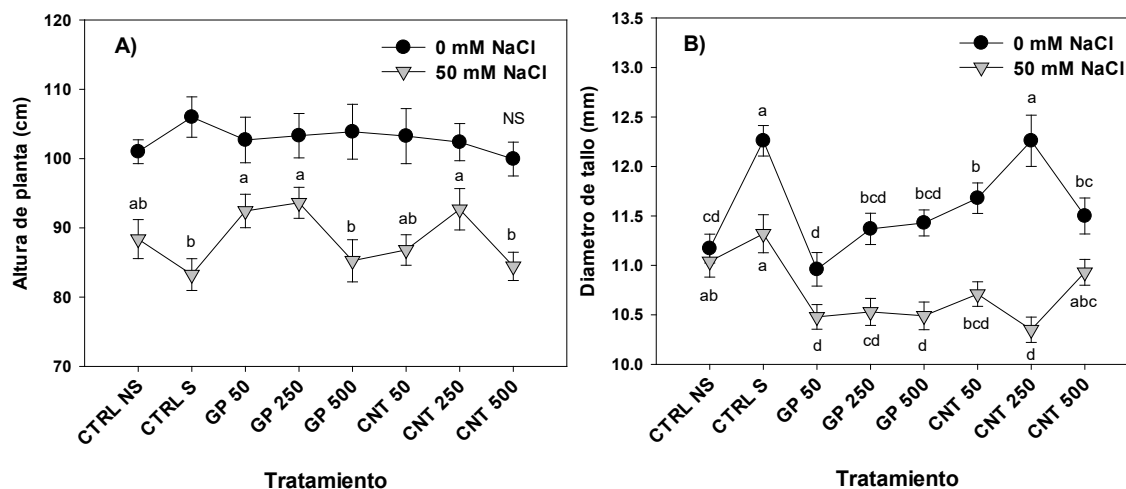 A)
0 mM NaCl
50 mM NaCl
Altura de planta (cm)
120
110
100
90
80
70
NS
ab
b
a
a
b
ab
a
b
CTRL NS
CTRL S
GP 50
GP 250
GP 500
CNT 50
CNT 250
CNT 500
Tratamiento
B)
0 mM NaCl
50 mM NaCl
Diametro de tallo (mm)
13.5
13.0
12.5
12.0
11.5
11.0
10.5
10.0
cd
a
d
bcd
bcd
b
a
bc
ab
a
d
cd
d
bcd
d
abc
CTRL NS
CTRL S
GP 50
GP 250
GP 500
CNT 50
CNT 250
CNT 500
Tratamiento